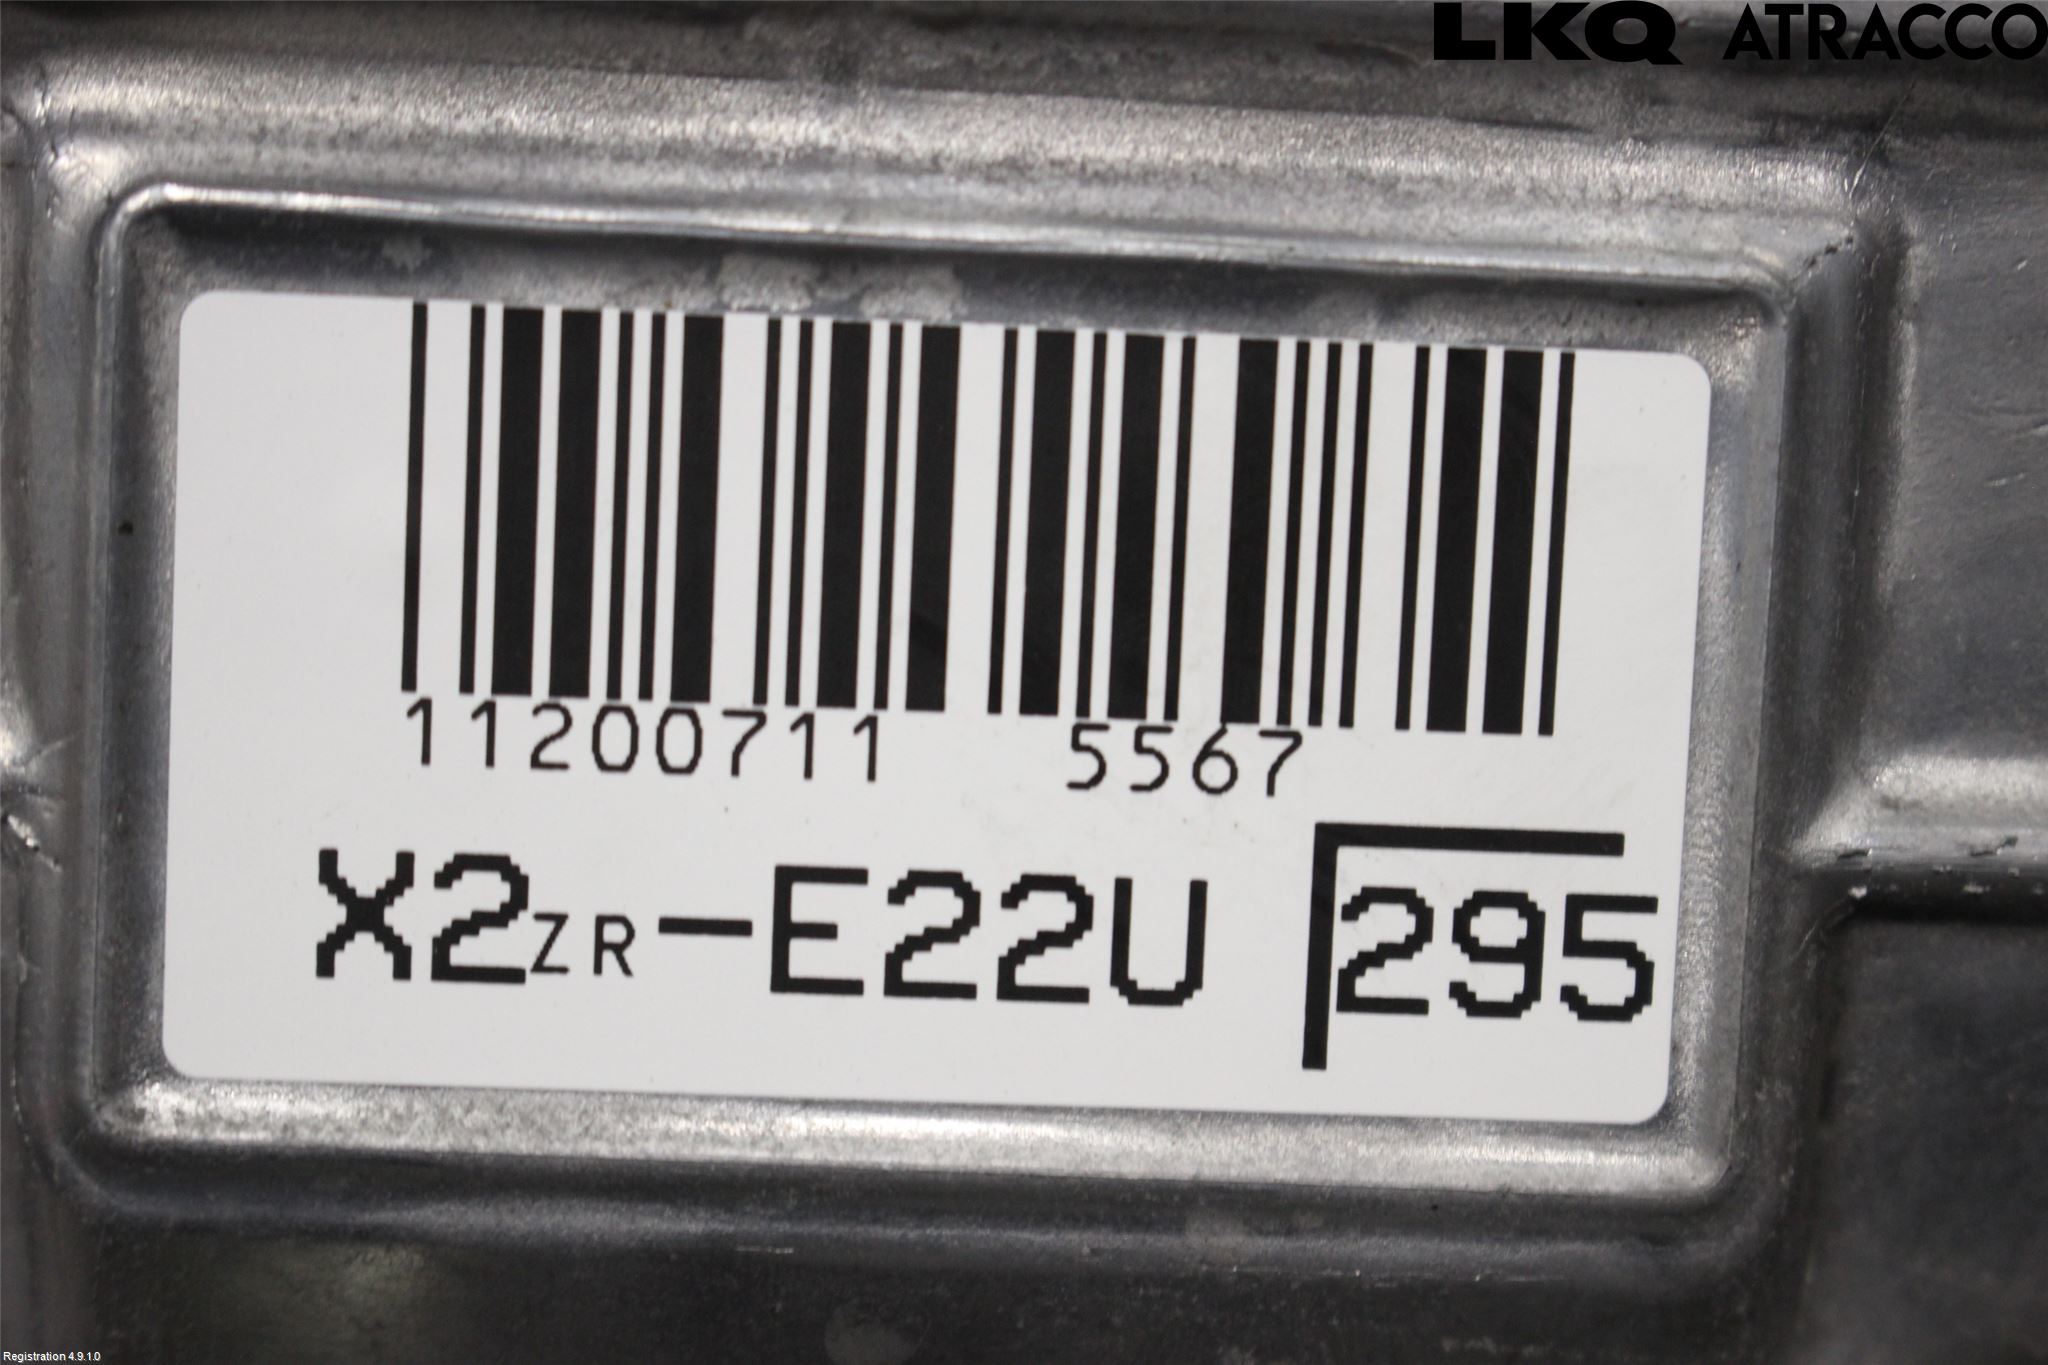 LKQ ATRACCO
11200711 5567
X2ZR-E22U 295
Registration 4.9.1.0